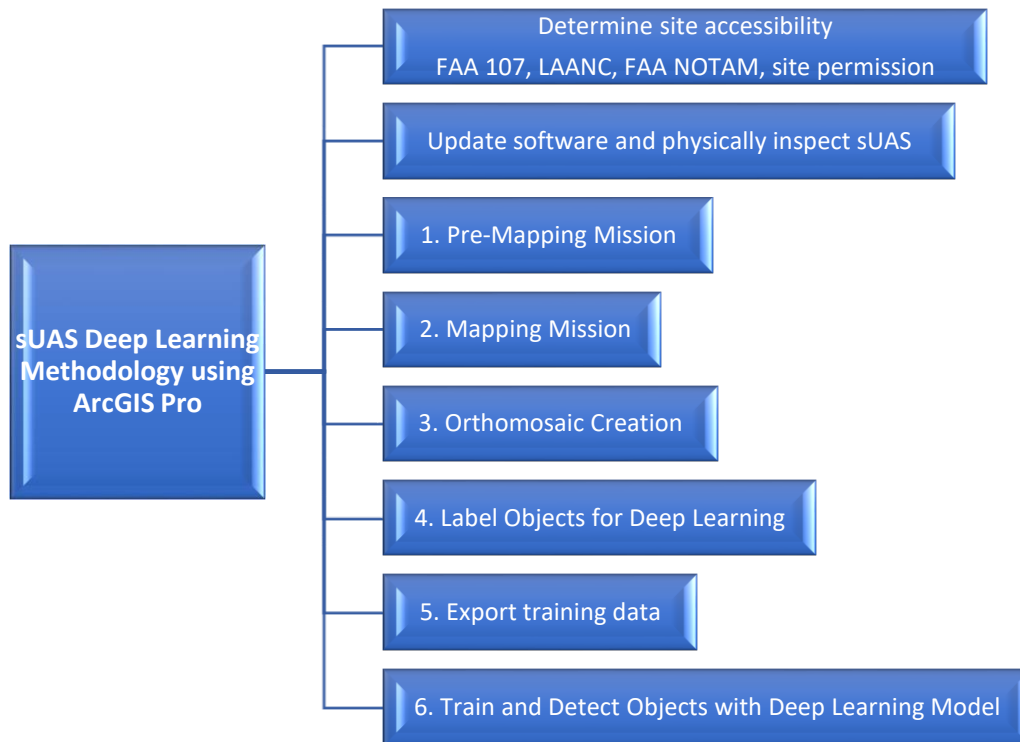 Determine site accessibility
FAA 107, LAANC, FAA NOTAM, site permission
Update software and physically inspect sUAS
1. Pre-Mapping Mission
2. Mapping Mission
sUAS Deep Learning
Methodology using
ArcGIS Pro
3. Orthomosaic Creation
4. Label Objects for Deep Learning
5. Export training data
6. Train and Detect Objects with Deep Learning Model